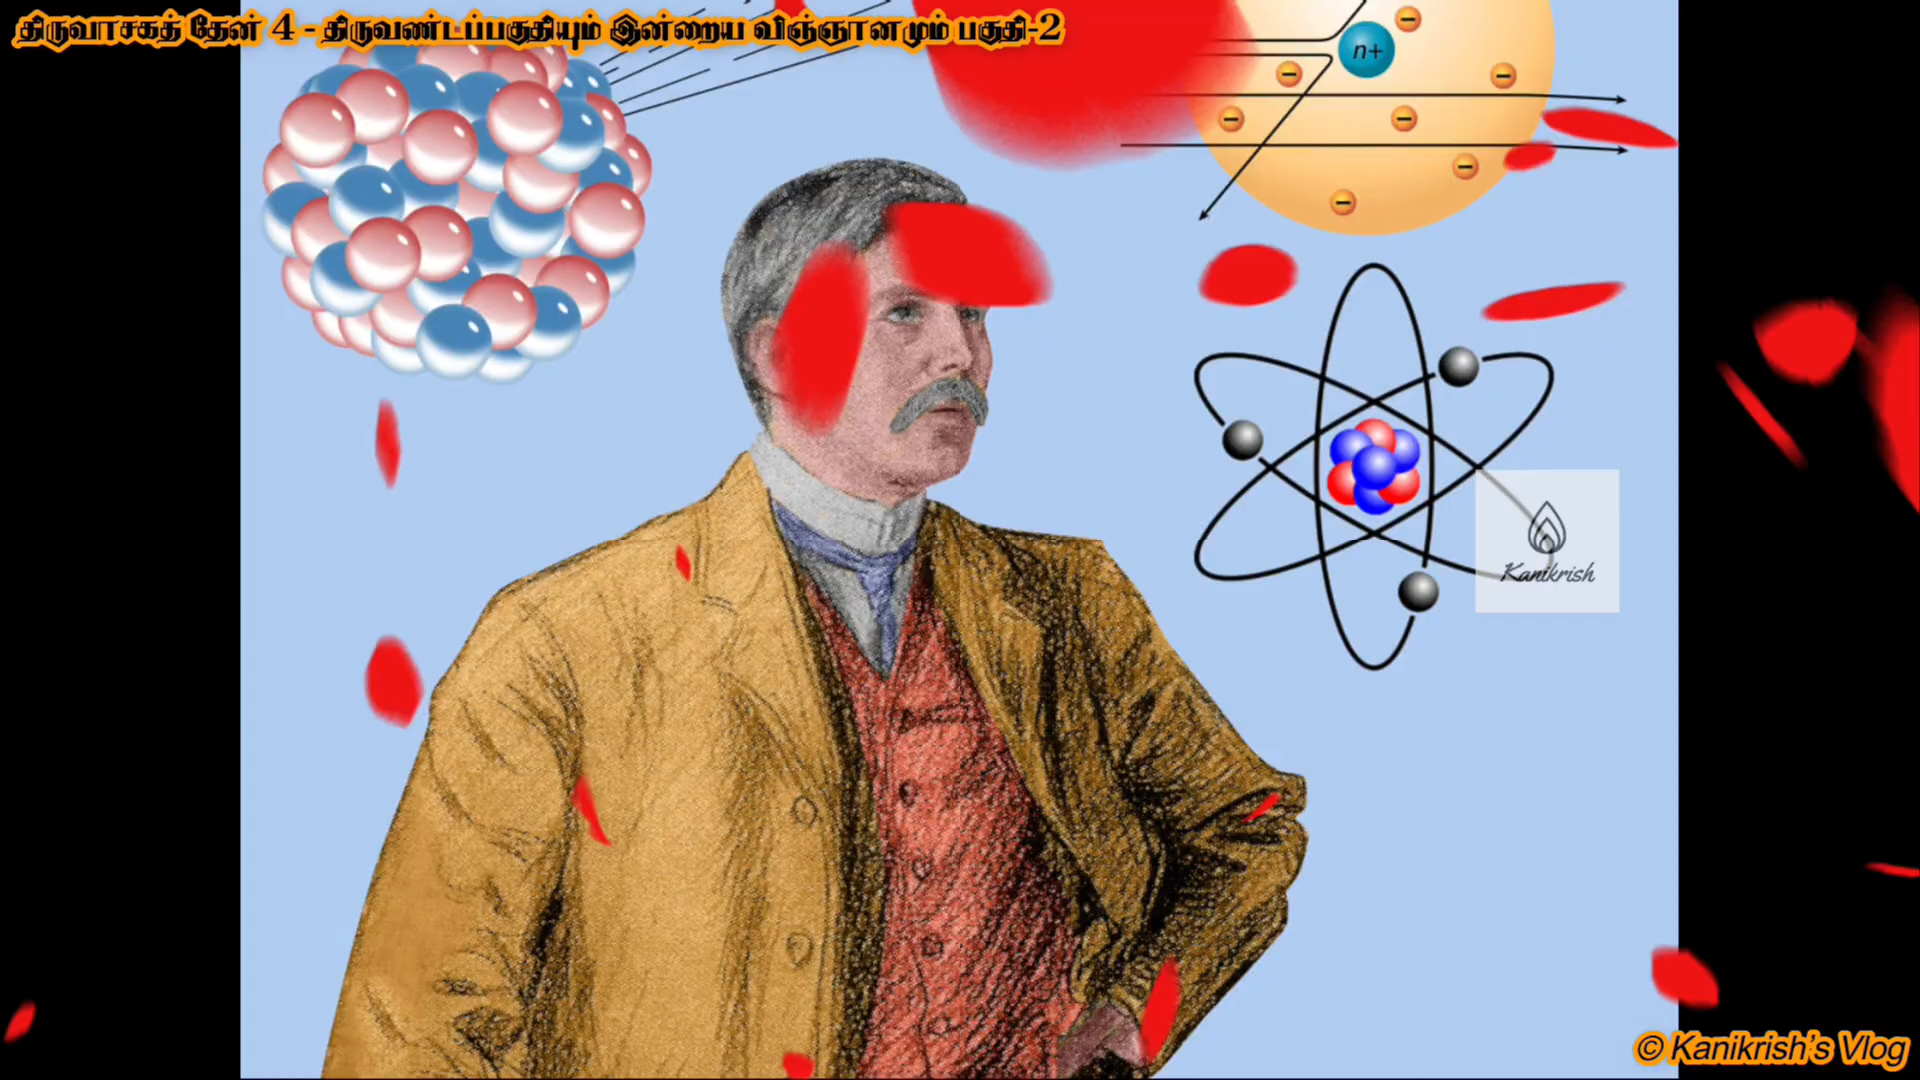 திருவாசகத் தேன் 4 - திருவண்டப்பகுதியும் இன்றைய விஞ்ஞானமும் பகுதி-2
n+
Kanikrish
© Kanikrish's Vlog